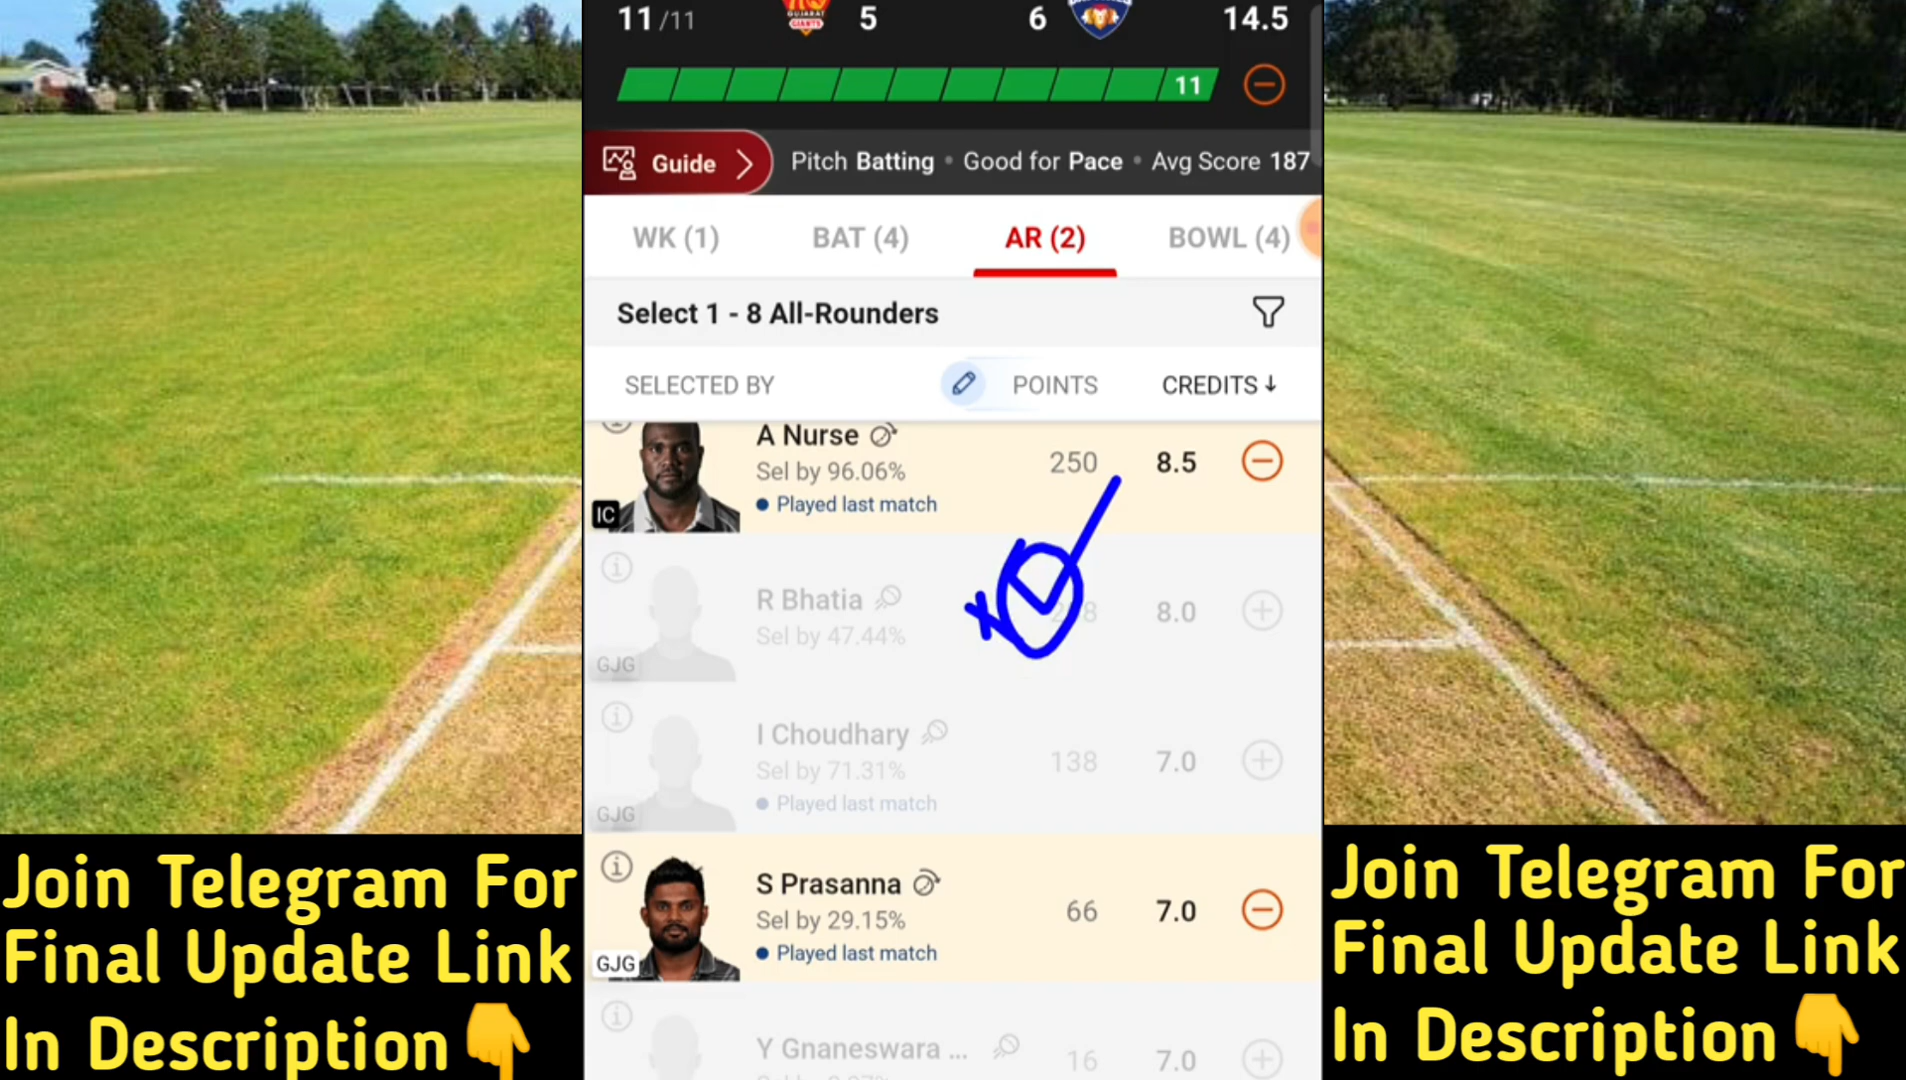 11/11 5 6 14.5
GUJARAT
GIANTS
11
Guide Pitch Batting • Good for Pace • Avg Score 187
WK (1) BAT (4) AR (2) BOWL (4)
Select 1 - 8 All-Rounders
SELECTED BY POINTS CREDITS ↓
A Nurse
Sel by 96.06% 250 8.5
Played last match
IC
R Bhatia
Sel by 47.44% 8.0
GJG
I Choudhary
Sel by 71.31% 138 7.0
Played last match
GJG
S Prasanna
Sel by 29.15% 66 7.0
Played last match
GJG
Y Gnaneswara ... 16 7.0
Join Telegram For
Final Update Link
In Description👇
Join Telegram For
Final Update Link
In Description👇